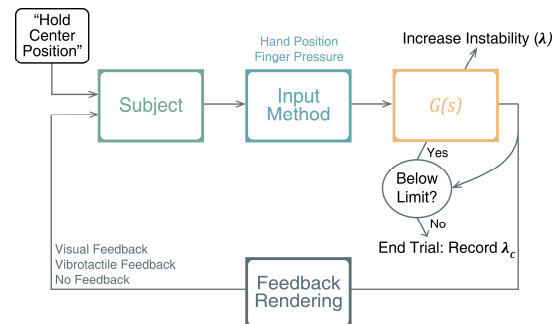 “Hold
Center
Position”
Hand Position
Finger Pressure
Increase Instability (λ)
Subject
Input
Method
G(s)
Yes
Below
Limit?
No
End Trial: Record λc
Visual Feedback
Vibrotactile Feedback
No Feedback
Feedback
Rendering